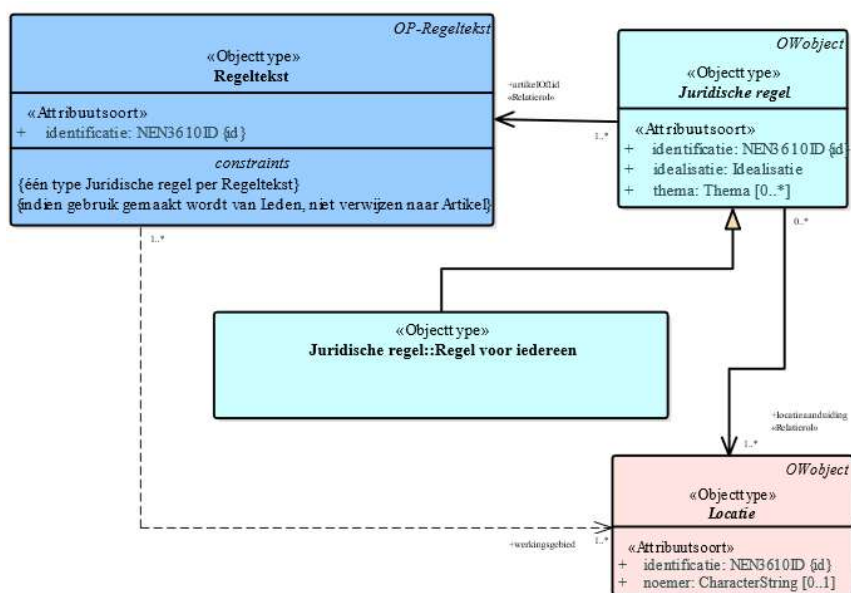 OP-Regeltekst
«Objecttype»
Regeltekst
«Attribuutsoort»
+ identificatie: NEN3610ID {id}
constraints
{één type Juridische regel per Regeltekst}
{indien gebruik gemaakt wordt van Leden, niet verwijzen naar Artikel}
1..*
+artikelOflid
«Relatierol»
1..*
OWobject
«Objecttype»
Juridische regel
«Attribuutsoort»
+ identificatie: NEN3610ID {id}
+ idealisatie: Idealisatie
+ thema: Thema [0..*]
0..*
«Objecttype»
Juridische regel::Regel voor iedereen
+locatieaanduiding
«Relatierol»
1..*
+werkingsgebied
1..*
OWobject
«Objecttype»
Locatie
«Attribuutsoort»
+ identificatie: NEN3610ID {id}
+ noemer: CharacterString [0..1]